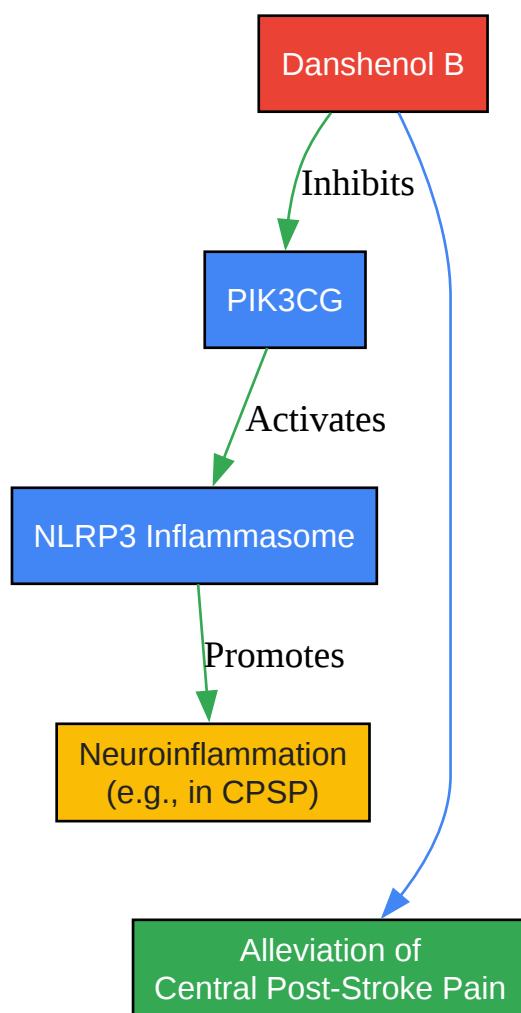 Danshenol B
Inhibits
PIK3CG
Activates
NLRP3 Inflammasome
Promotes
Neuroinflammation
(e.g., in CPSP)
Alleviation of
Central Post-Stroke Pain